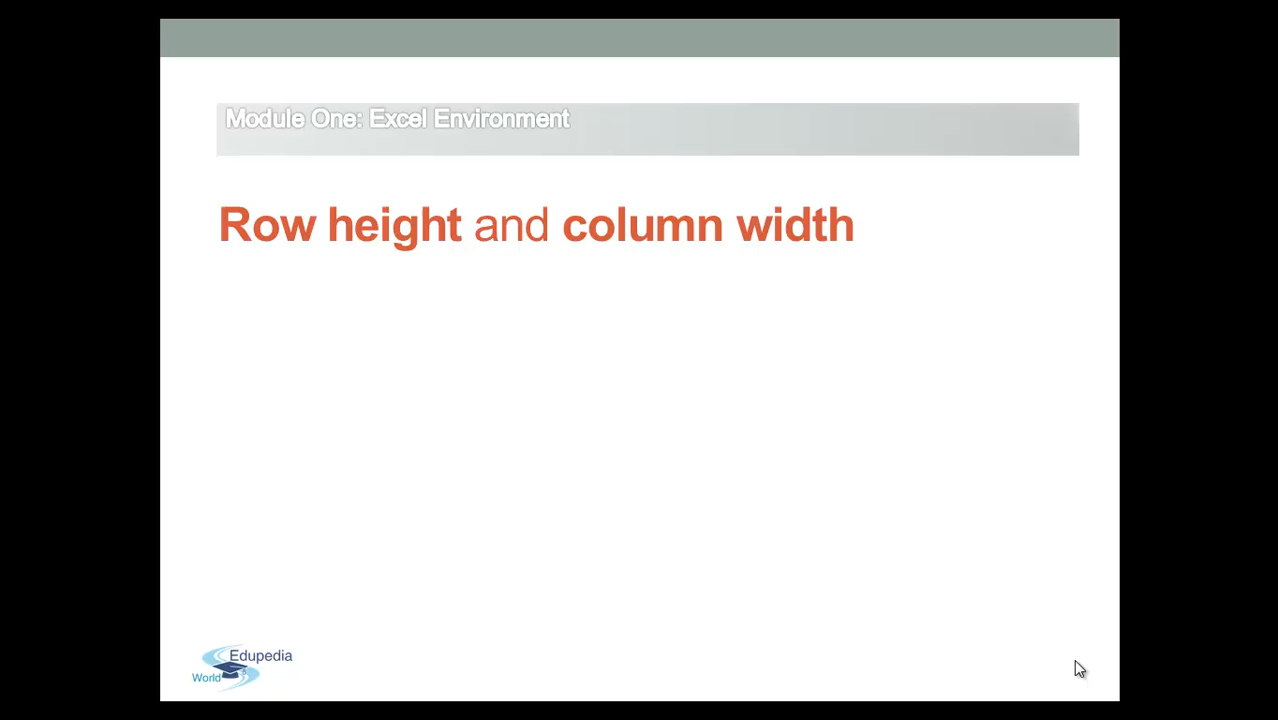 Module One: Excel Environment
Row height and column width
Edupedia
World